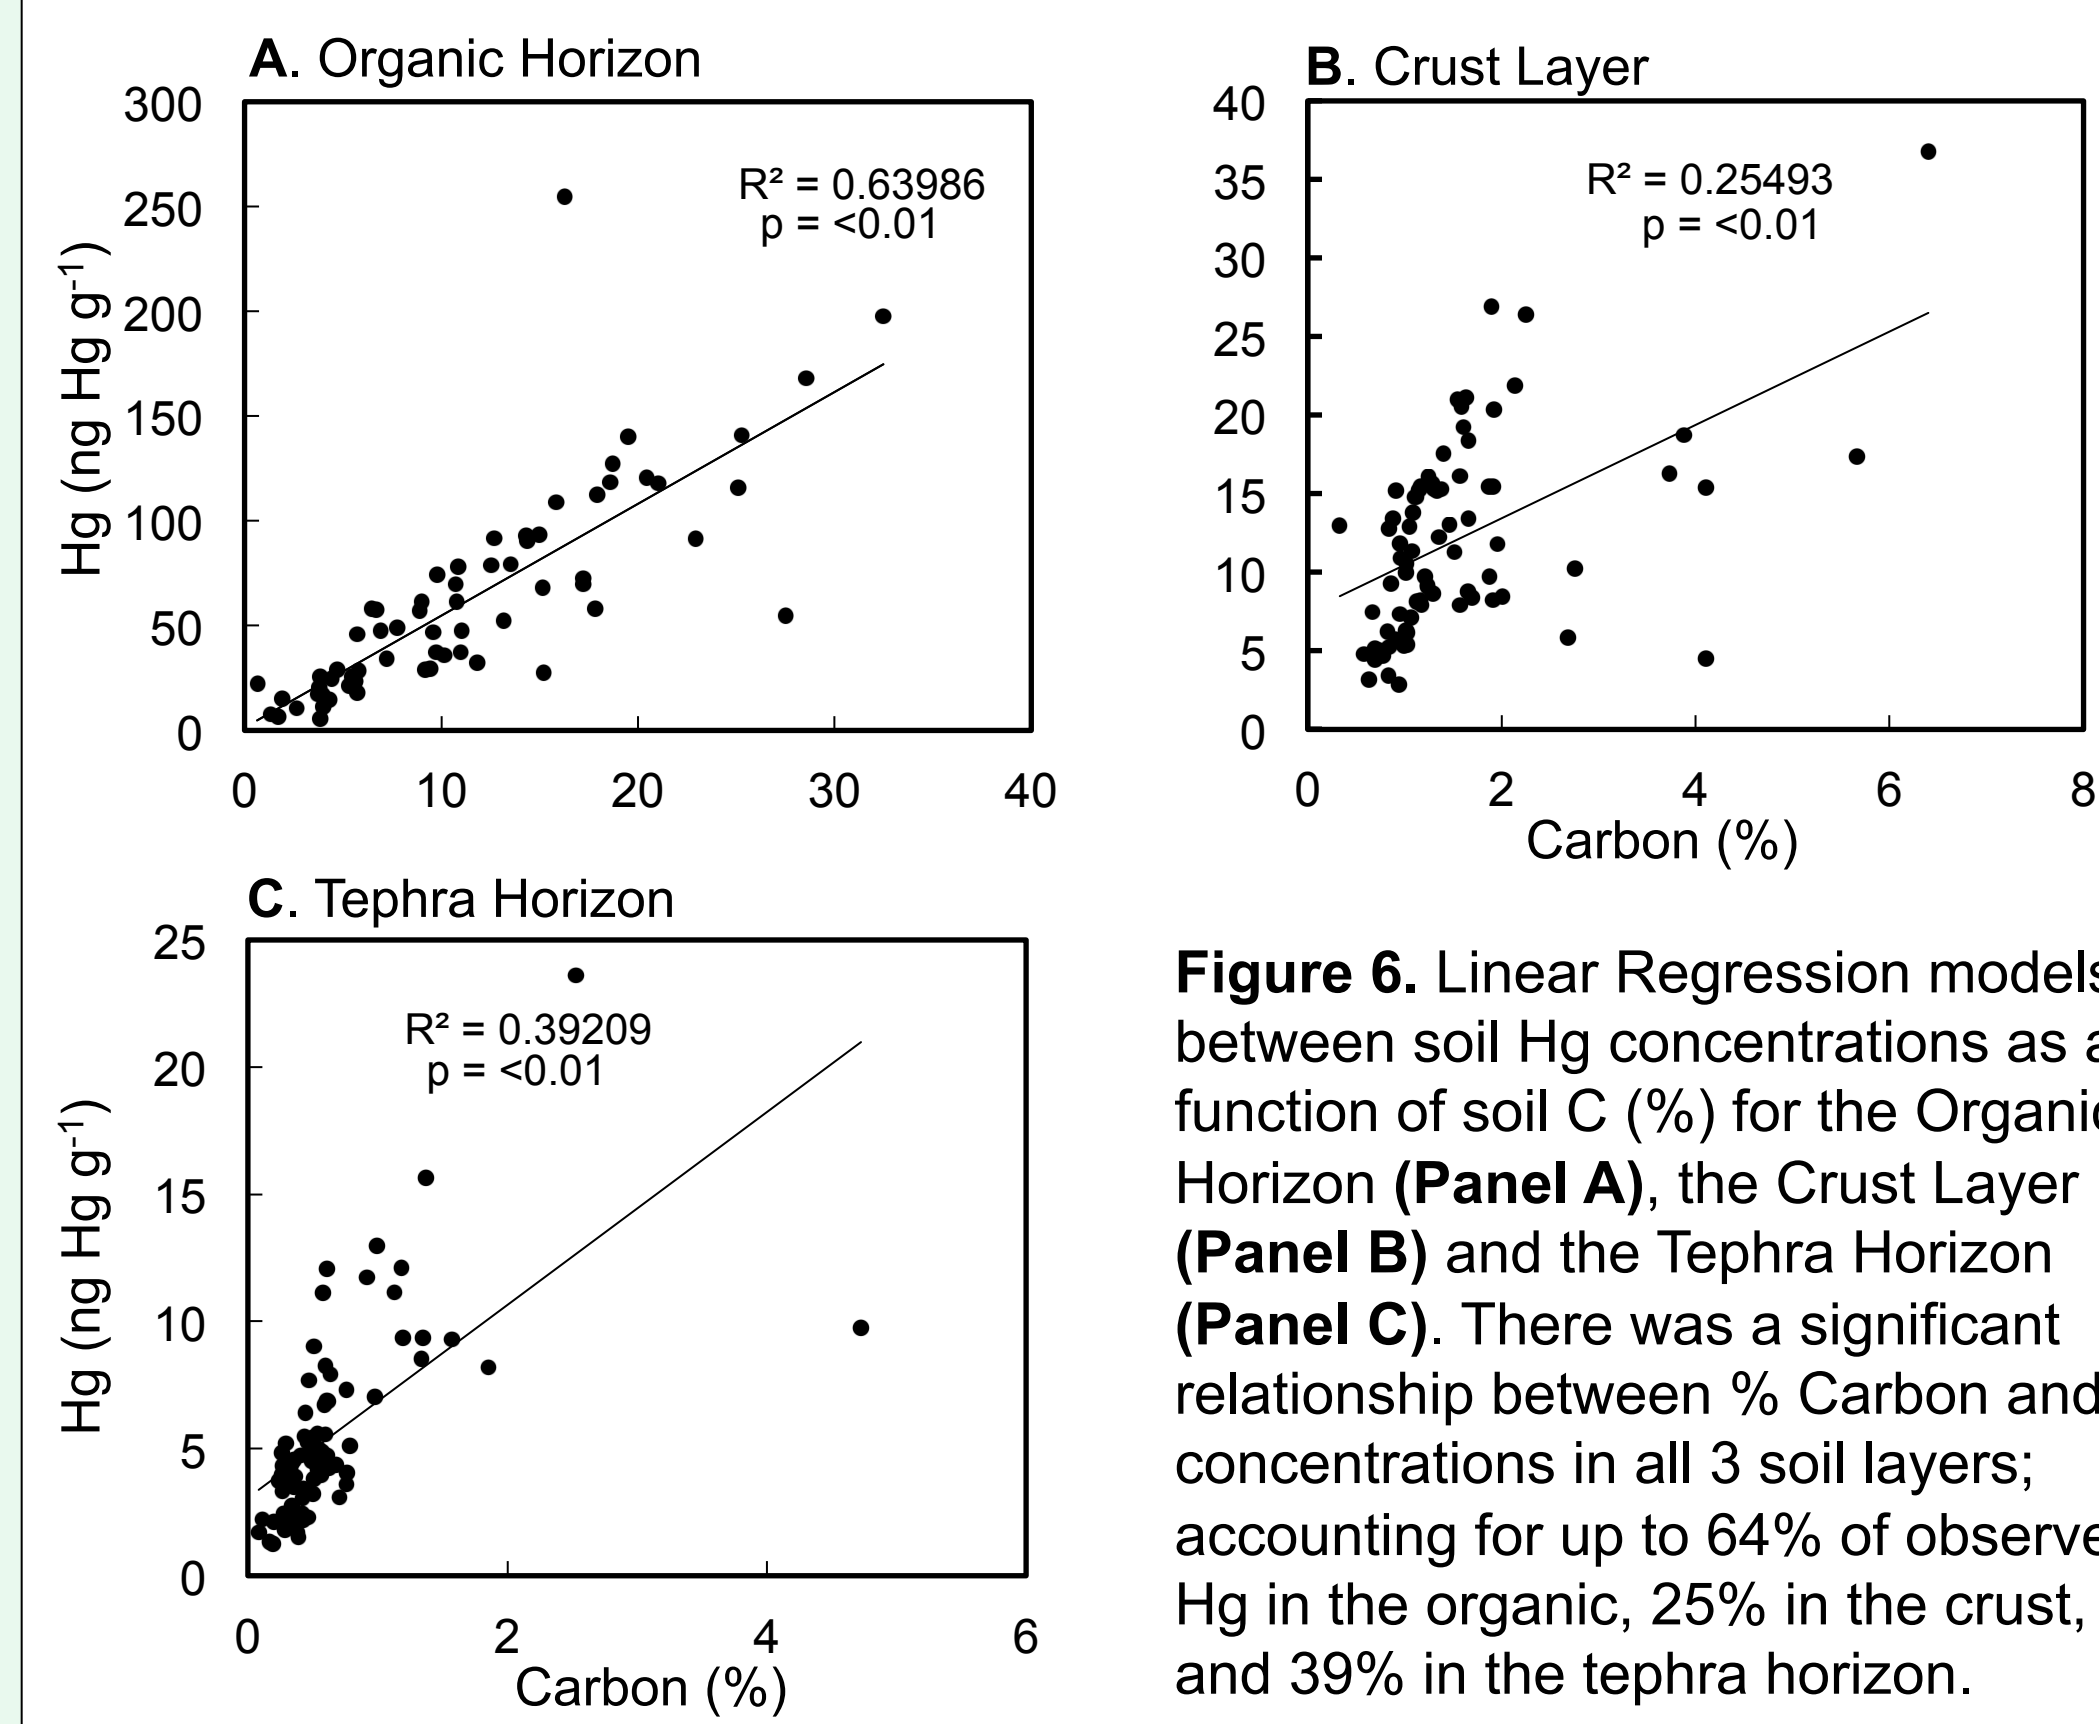 A. Organic Horizon
300
250
200
150
100
50
0
Hg (ng Hg g⁻¹)
R² = 0.63986
p = <0.01
0 10 20 30 40
B. Crust Layer
40
35
30
25
20
15
10
5
0
R² = 0.25493
p = <0.01
0 2 4 6 8
Carbon (%)
C. Tephra Horizon
25
20
15
10
5
0
Hg (ng Hg g⁻¹)
R² = 0.39209
p = <0.01
0 2 4 6
Carbon (%)
Figure 6. Linear Regression models
between soil Hg concentrations as a
function of soil C (%) for the Organic
Horizon (Panel A), the Crust Layer
(Panel B) and the Tephra Horizon
(Panel C). There was a significant
relationship between % Carbon and
concentrations in all 3 soil layers;
accounting for up to 64% of observe
Hg in the organic, 25% in the crust,
and 39% in the tephra horizon.